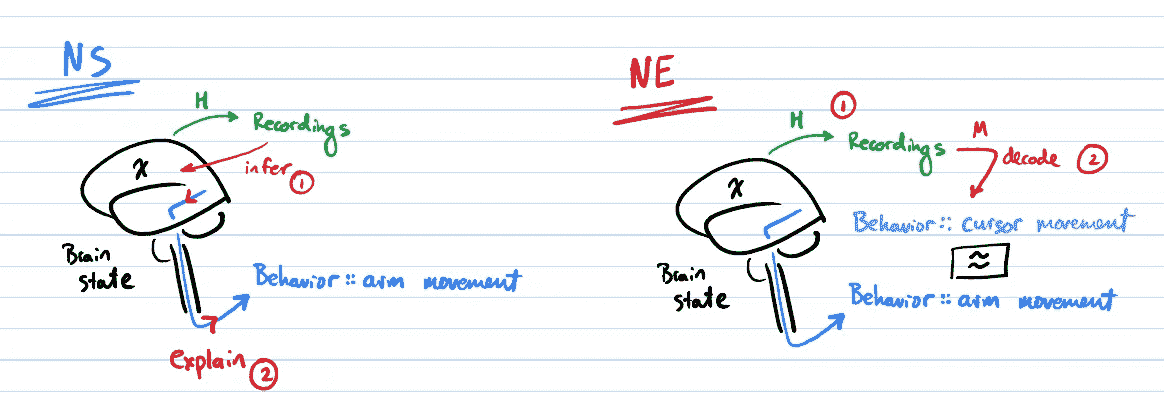 NS
H
Recordings
infer ①
x
Brain
state
Behavior :: arm movement
explain ②
NE
H ①
Recordings
M
decode ②
x
Behavior :: cursor movement
≈
Brain
state
Behavior :: arm movement